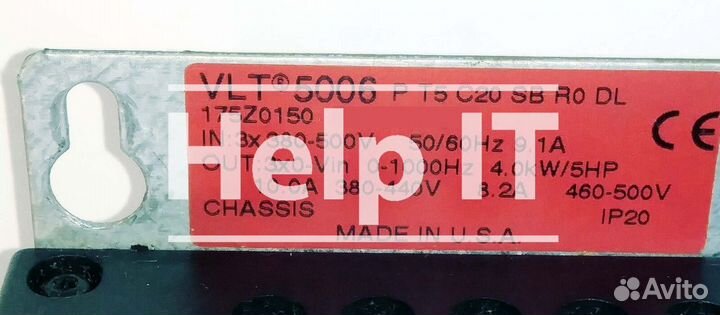 VLT® 5006 P T5 C20 SB R0 DL
175Z0150
IN: 3x 380-500V 50/60Hz 9.1A
OUT: 3x0-Vin 0-1000Hz 4.0kW/5HP
10.0A 380-440V 8.2A 460-500V
CHASSIS IP20
MADE IN U.S.A.
CE
Help IT
Avito